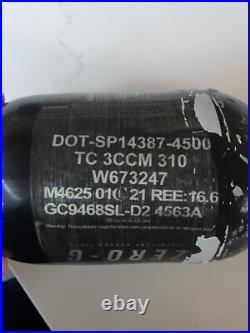 DOT-SP14387-4500
TC 3CCM 310
W673247
M4625 01C 21 REE:16.6
GC9468SL-D2 4563A
ZERO-G